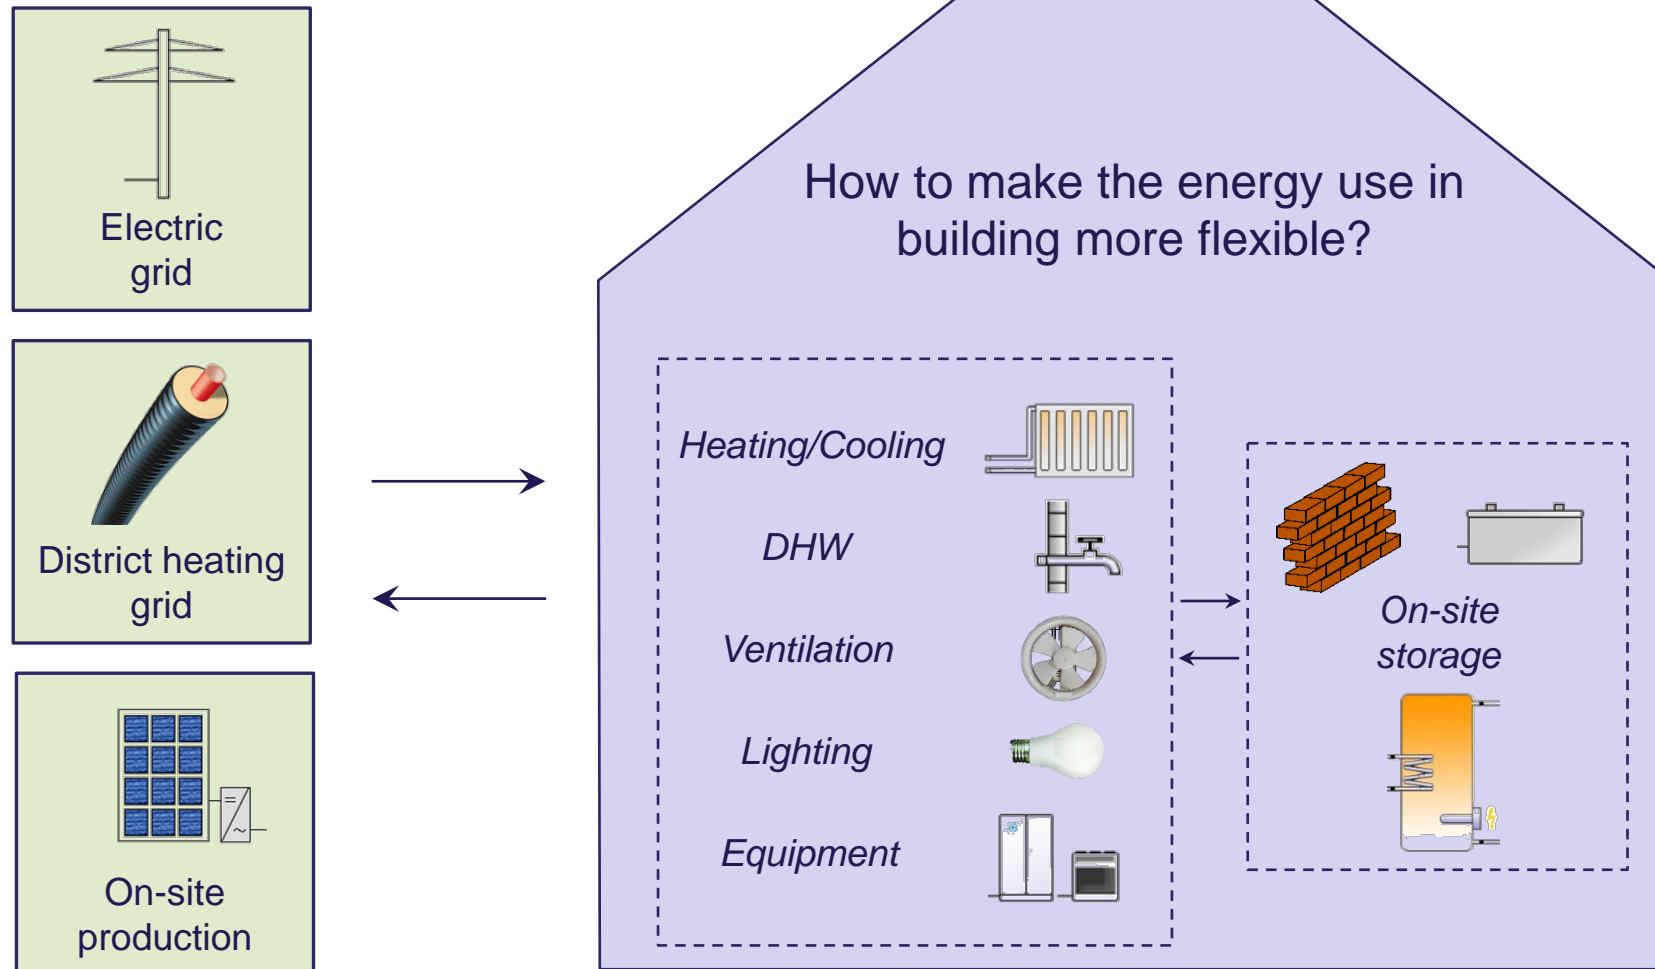 Electric
grid
District heating
grid
On-site
production
How to make the energy use in
building more flexible?
Heating/Cooling
DHW
Ventilation
Lighting
Equipment
On-site
storage